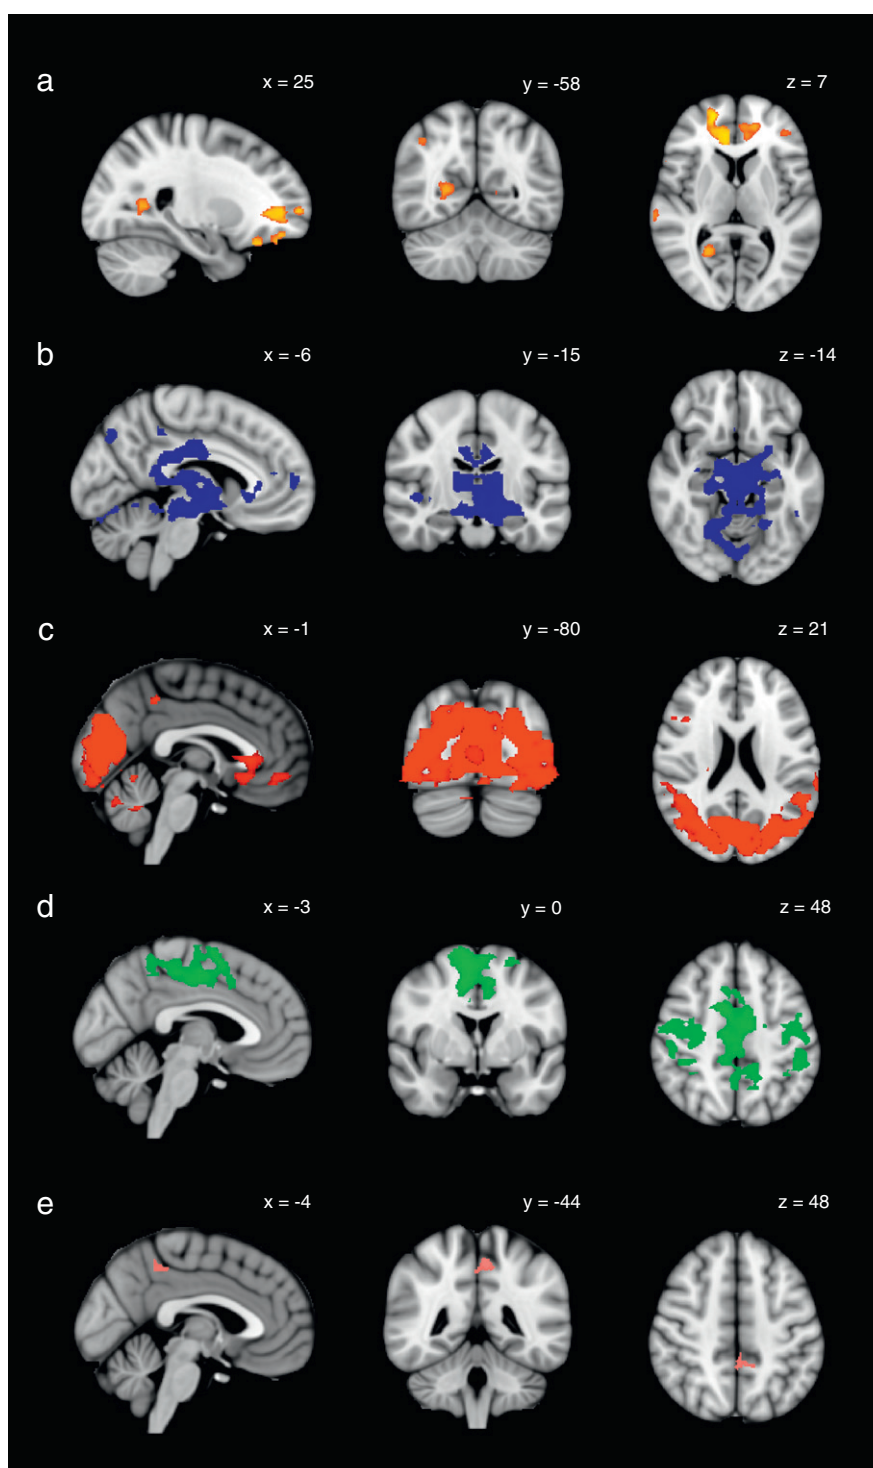 a x = 25 y = -58 z = 7
b x = -6 y = -15 z = -14
c x = -1 y = -80 z = 21
d x = -3 y = 0 z = 48
e x = -4 y = -44 z = 48